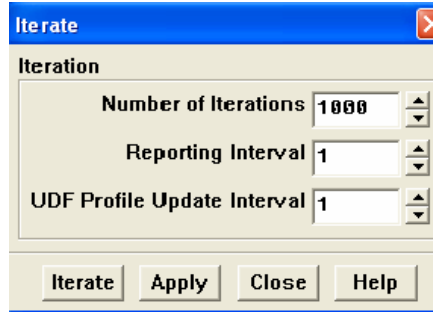 Iterate
Iteration
Number of Iterations 1000
Reporting Interval 1
UDF Profile Update Interval 1
Iterate Apply Close Help